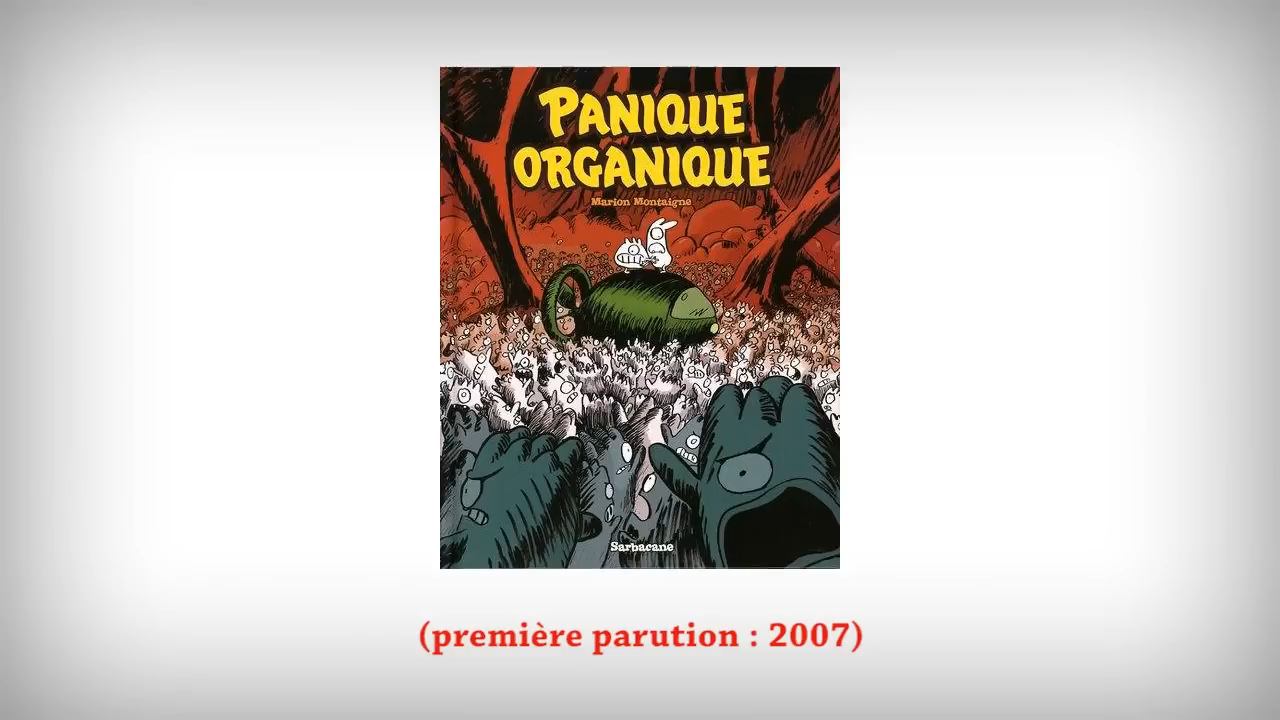 PANIQUE
ORGANIQUE
Marion Montaigne
Sarbacane
(première parution : 2007)